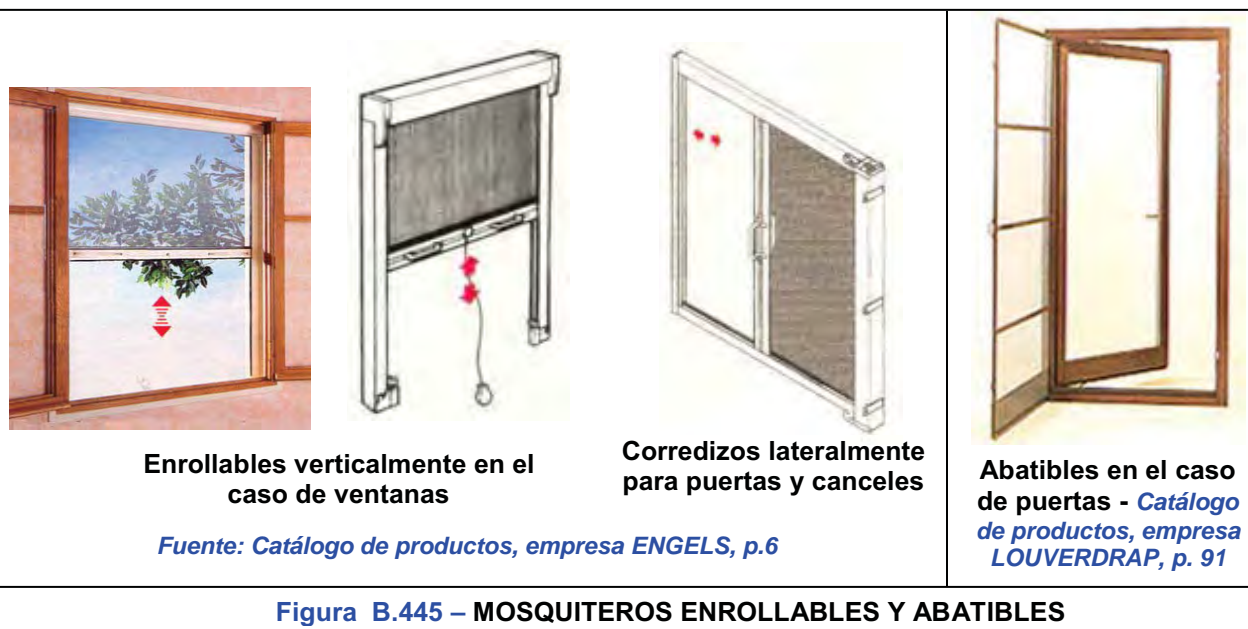 Enrollables verticalmente en el
caso de ventanas
Corredizos lateralmente
para puertas y canceles
Fuente: Catálogo de productos, empresa ENGELS, p.6
Abatibles en el caso
de puertas - Catálogo
de productos, empresa
LOUVERDRAP, p. 91
Figura B.445 – MOSQUITEROS ENROLLABLES Y ABATIBLES